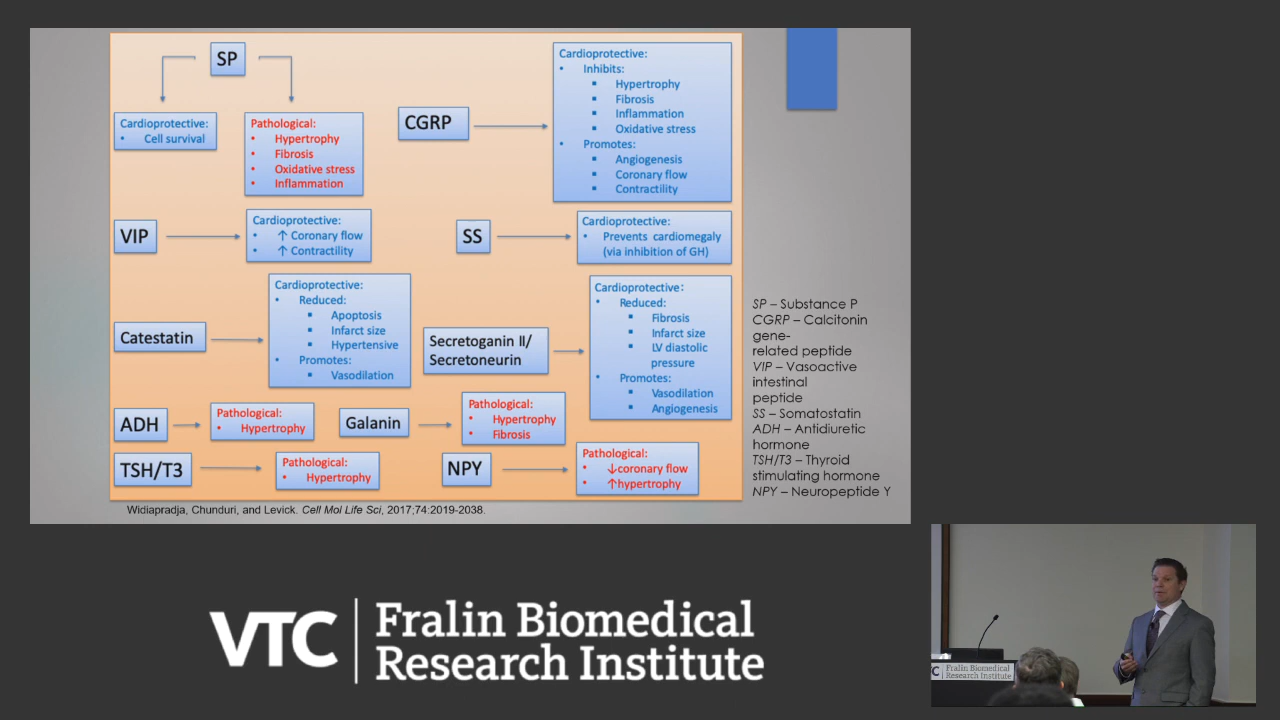 SP
Cardioprotective:
• Cell survival
Pathological:
• Hypertrophy
• Fibrosis
• Oxidative stress
• Inflammation
CGRP
Cardioprotective:
• Inhibits:
▪ Hypertrophy
▪ Fibrosis
▪ Inflammation
▪ Oxidative stress
• Promotes:
▪ Angiogenesis
▪ Coronary flow
▪ Contractility
VIP
Cardioprotective:
• ↑ Coronary flow
• ↑ Contractility
SS
Cardioprotective:
• Prevents cardiomegaly
(via inhibition of GH)
Catestatin
Cardioprotective:
• Reduced:
▪ Apoptosis
▪ Infarct size
▪ Hypertensive
• Promotes:
▪ Vasodilation
Secretoganin II/
Secretoneurin
Cardioprotective:
• Reduced:
▪ Fibrosis
▪ Infarct size
▪ LV diastolic
pressure
• Promotes:
▪ Vasodilation
▪ Angiogenesis
ADH
Pathological:
• Hypertrophy
Galanin
Pathological:
• Hypertrophy
• Fibrosis
TSH/T3
Pathological:
• Hypertrophy
NPY
Pathological:
• ↓coronary flow
• ↑hypertrophy
SP – Substance P
CGRP – Calcitonin
gene-
related peptide
VIP – Vasoactive
intestinal
peptide
SS – Somatostatin
ADH – Antidiuretic
hormone
TSH/T3 – Thyroid
stimulating hormone
NPY – Neuropeptide Y
Widiapradja, Chunduri, and Levick. Cell Mol Life Sci, 2017;74:2019-2038.
VTC
Fralin Biomedical
Research Institute
TC
Fralin Biomedical
Research Institute